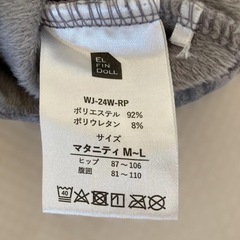 EL
FIN
DOLL
WJ-24W-RP
ポリエステル 92%
ポリウレタン 8%
サイズ
マタニティ M~L
ヒップ 87~106
腹囲 81~110
40